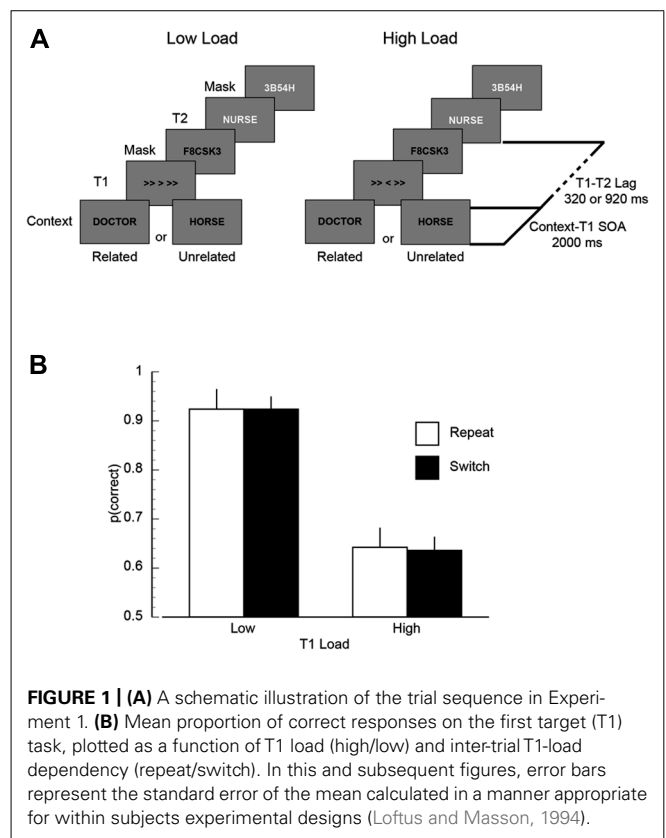 A
Low Load
High Load
Mask
3B54H
3B54H
T2
NURSE
NURSE
Mask
F8CSK3
F8CSK3
T1
>> > >>
>> < >>
T1-T2 Lag
320 or 920 ms
Context
DOCTOR
or
HORSE
DOCTOR
or
HORSE
Context-T1 SOA
2000 ms
Related
Unrelated
Related
Unrelated
B
1
0.9
0.8
0.7
0.6
0.5
p(correct)
Repeat
Switch
Low
High
T1 Load
FIGURE 1 | (A) A schematic illustration of the trial sequence in Experi-
ment 1. (B) Mean proportion of correct responses on the first target (T1)
task, plotted as a function of T1 load (high/low) and inter-trial T1-load
dependency (repeat/switch). In this and subsequent figures, error bars
represent the standard error of the mean calculated in a manner appropriate
for within subjects experimental designs (Loftus and Masson, 1994).